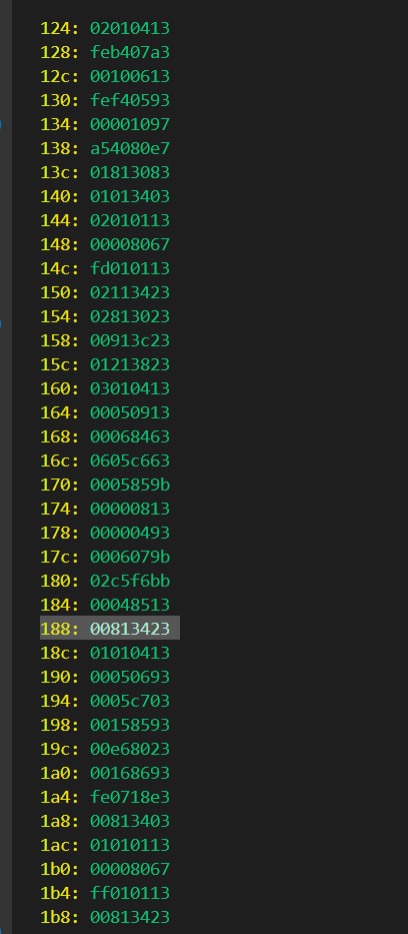 124: 02010413
128: feb407a3
12c: 00100613
130: fef40593
134: 00001097
138: a54080e7
13c: 01813083
140: 01013403
144: 02010113
148: 00008067
14c: fd010113
150: 02113423
154: 02813023
158: 00913c23
15c: 01213823
160: 03010413
164: 00050913
168: 00068463
16c: 0605c663
170: 0005859b
174: 00000813
178: 00000493
17c: 0006079b
180: 02c5f6bb
184: 00048513
188: 00813423
18c: 01010413
190: 00050693
194: 0005c703
198: 00158593
19c: 00e68023
1a0: 00168693
1a4: fe0718e3
1a8: 00813403
1ac: 01010113
1b0: 00008067
1b4: ff010113
1b8: 00813423